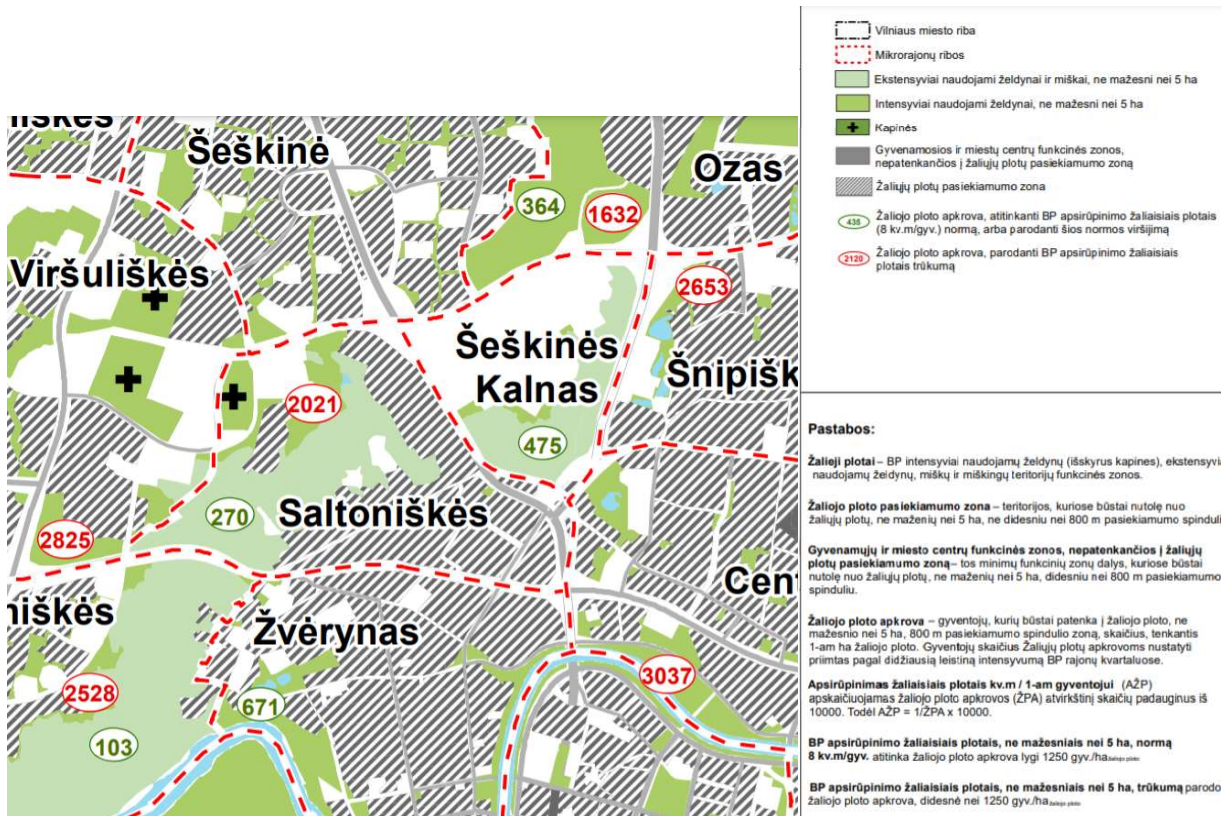 niškės
Šeškinė
Ozas
364
1632
Viršuliškės
2653
Šeškinės
Kalnas
Šnipišk
2021
475
270
Saltoniškės
2825
Cent
niškės
Žvėrynas
2528
3037
671
103
Vilniaus miesto riba
Mikrorajonų ribos
Ekstensyviai naudojami želdynai ir miškai, ne mažesni nei 5 ha
Intensyviai naudojami želdynai, ne mažesni nei 5 ha
Kapinės
Gyvenamosios ir miestų centrų funkcinės zonos,
nepatenkančios į žaliųjų plotų pasiekiamumo zoną
Žaliųjų plotų pasiekiamumo zona
435
Žaliojo ploto apkrova, atitinkanti BP apsirūpinimo žaliaisiais plotais
(8 kv.m/gyv.) normą, arba parodanti šios normos viršijimą
2120
Žaliojo ploto apkrova, parodanti BP apsirūpinimo žaliaisiais
plotais trūkumą
Pastabos:
Žalieji plotai – BP intensyviai naudojamų želdynų (išskyrus kapines), ekstensyvia
naudojamų želdynų, miškų ir miškingų teritorijų funkcinės zonos.
Žaliojo ploto pasiekiamumo zona – teritorijos, kuriose būstai nutolę nuo
žaliųjų plotų, ne maženių nei 5 ha, ne didesniu nei 800 m pasiekiamumo spinduli
Gyvenamųjų ir miesto centrų funkcinės zonos, nepatenkančios į žaliųjų
plotų pasiekiamumo zoną – tos minimų funkcinių zonų dalys, kuriose būstai
nutolę nuo žaliųjų plotų, ne maženių nei 5 ha, didesniu nei 800 m pasiekiamumo
spinduliu.
Žaliojo ploto apkrova – gyventojų, kurių būstai patenka į žaliojo ploto, ne
mažesnio nei 5 ha, 800 m pasiekiamumo spindulio zoną, skaičius, tenkantis
1-am ha žaliojo ploto. Gyventojų skaičius Žaliųjų plotų apkrovoms nustatyti
priimtas pagal didžiausią leistiną intensyvumą BP rajonų kvartaluose.
Apsirūpinimas žaliaisiais plotais kv.m / 1-am gyventojui (AŽP)
apskaičiuojamas žaliojo ploto apkrovos (ŽPA) atvirkštinį skaičių padauginus iš
10000. Todėl AŽP = 1/ŽPA x 10000.
BP apsirūpinimo žaliaisiais plotais, ne mažesniais nei 5 ha, normą
8 kv.m/gyv. atitinka žaliojo ploto apkrova lygi 1250 gyv./ha žaliojo ploto
BP apsirūpinimo žaliaisiais plotais, ne mažesniais nei 5 ha, trūkumą parodo
žaliojo ploto apkrova, didesnė nei 1250 gyv./ha žaliojo ploto